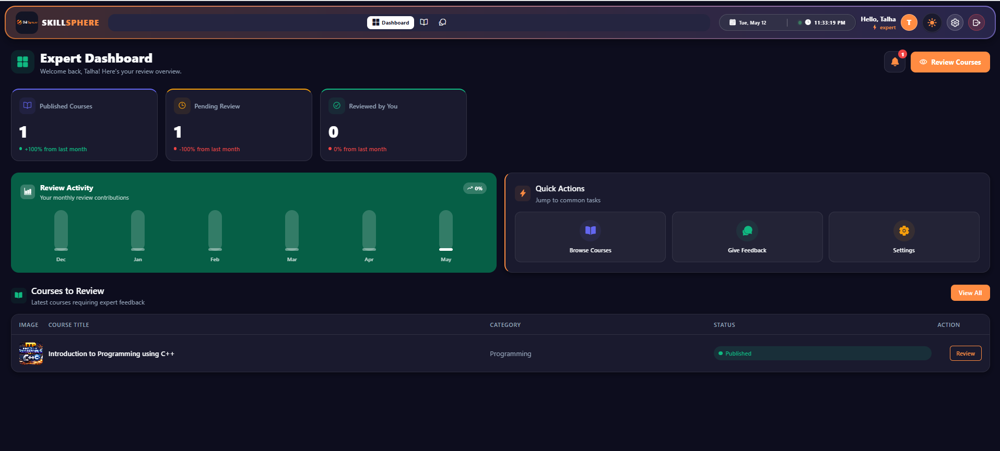 SKILLSPHERE
Dashboard
Tue, May 12
11:33:19 PM
Hello, Talha
expert
T
Expert Dashboard
Welcome back, Talha! Here's your review overview.
1
Review Courses
Published Courses
1
+100% from last month
Pending Review
1
-100% from last month
Reviewed by You
0
0% from last month
Review Activity
Your monthly review contributions
0%
Dec
Jan
Feb
Mar
Apr
May
Quick Actions
Jump to common tasks
Browse Courses
Give Feedback
Settings
Courses to Review
Latest courses requiring expert feedback
View All
IMAGE
COURSE TITLE
CATEGORY
STATUS
ACTION
Introduction to Programming using C++
Programming
Published
Review